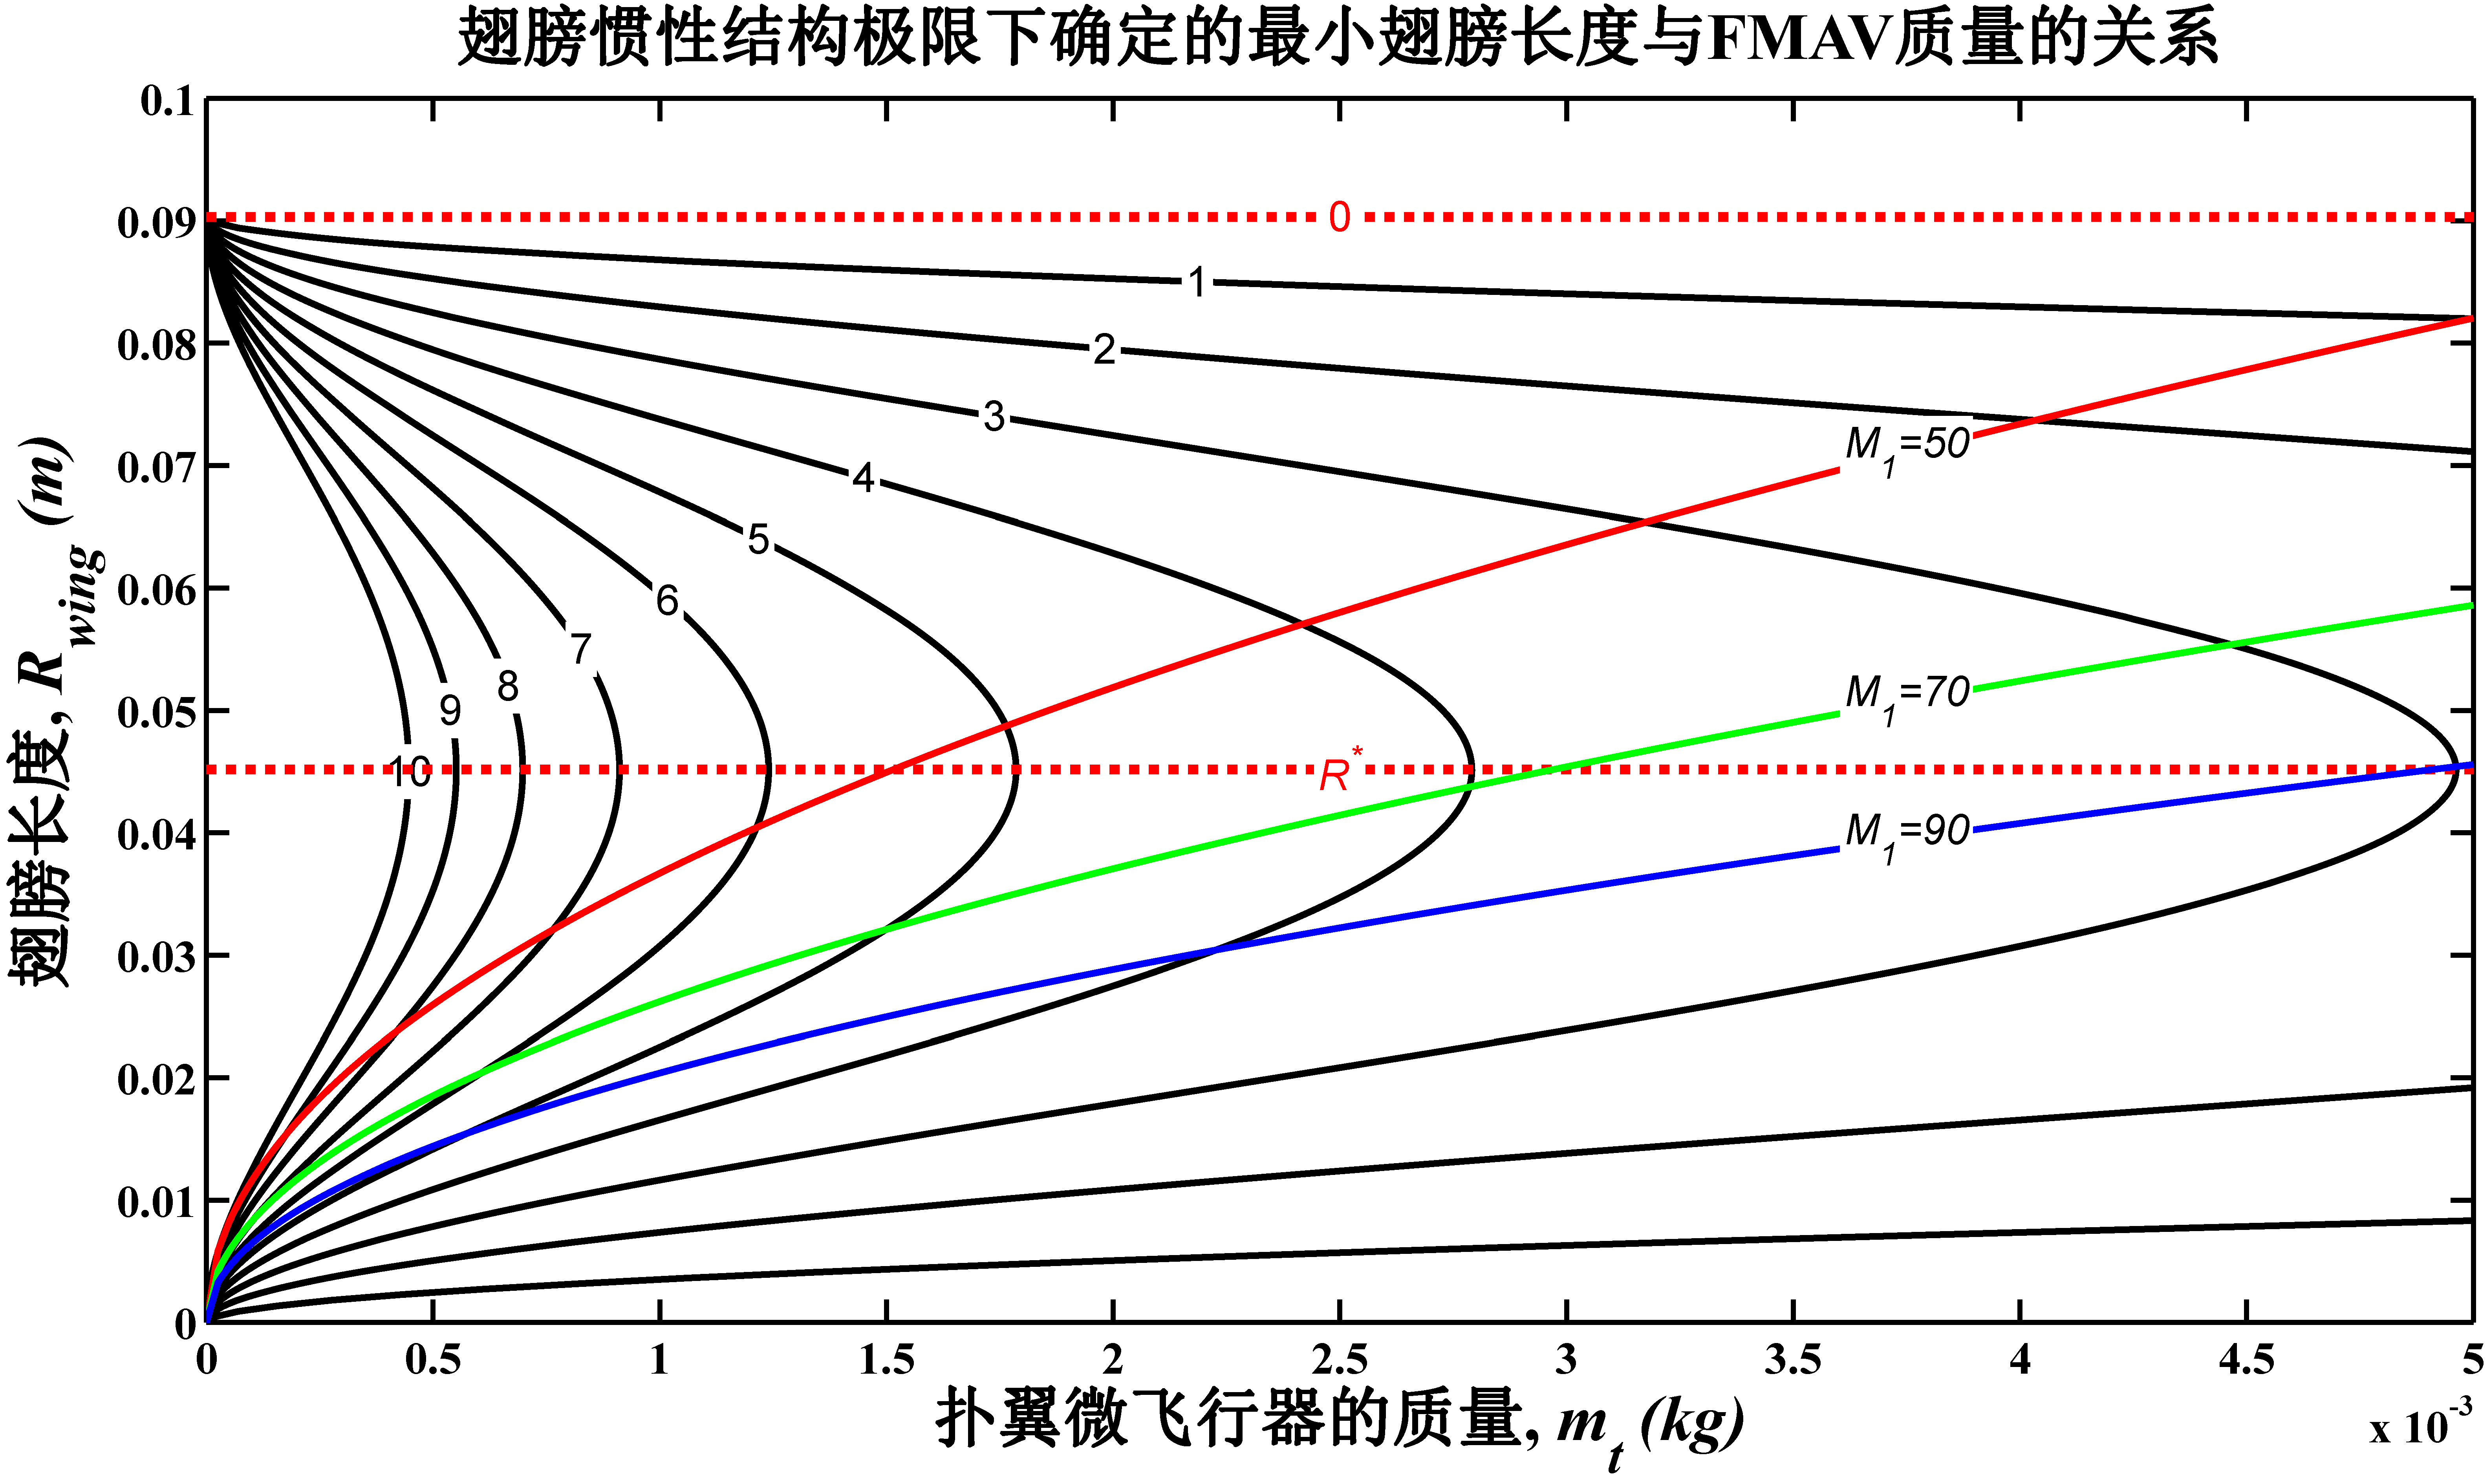 翅膀惯性结构极限下确定的最小翅膀长度与FMAV质量的关系
0.1
0.09
0.08
0.07
0.06
0.05
0.04
0.03
0.02
0.01
0
翅膀长度, R_wing (m)
0
1
2
3
4
5
6
7
8
9
10
M_1=50
M_1=70
R^*
M_1=90
0 0.5 1 1.5 2 2.5 3 3.5 4 4.5 5
x 10^-3
扑翼微飞行器的质量, m_t (kg)